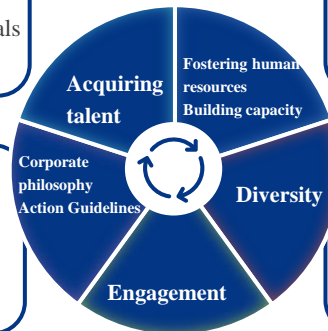 als
Acquiring
talent
Fostering human
resources
Building capacity
Corporate
philosophy
Action Guidelines
Diversity
Engagement